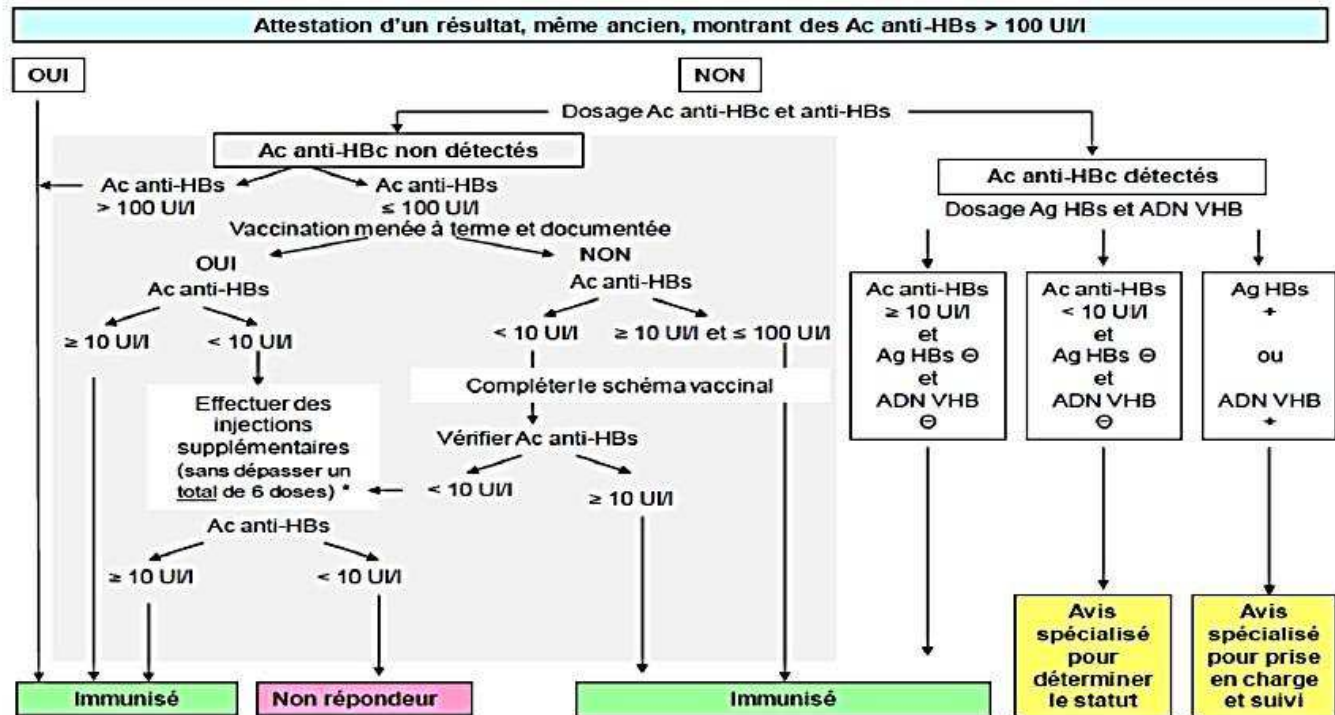 Attestation d'un résultat, même ancien, montrant des Ac anti-HBs > 100 UI/l
OUI
NON
Dosage Ac anti-HBc et anti-HBs
Ac anti-HBc non détectés
Ac anti-HBs
> 100 UI/l
Ac anti-HBs
≤ 100 UI/l
Vaccination menée à terme et documentée
OUI
Ac anti-HBs
≥ 10 UI/l
< 10 UI/l
Effectuer des
injections
supplémentaires
(sans dépasser un
total de 6 doses) *
Ac anti-HBs
≥ 10 UI/l
< 10 UI/l
NON
Ac anti-HBs
< 10 UI/l
≥ 10 UI/l et ≤ 100 UI/l
Compléter le schéma vaccinal
Vérifier Ac anti-HBs
< 10 UI/l
≥ 10 UI/l
Ac anti-HBc détectés
Dosage Ag HBs et ADN VHB
Ac anti-HBs
≥ 10 UI/l
et
Ag HBs ⊖
et
ADN VHB
⊖
Ac anti-HBs
< 10 UI/l
et
Ag HBs ⊖
et
ADN VHB
⊖
Ag HBs
+
ou
ADN VHB
+
Immunisé
Non répondeur
Immunisé
Avis
spécialisé
pour
déterminer
le statut
Avis
spécialisé
pour prise
en charge
et suivi